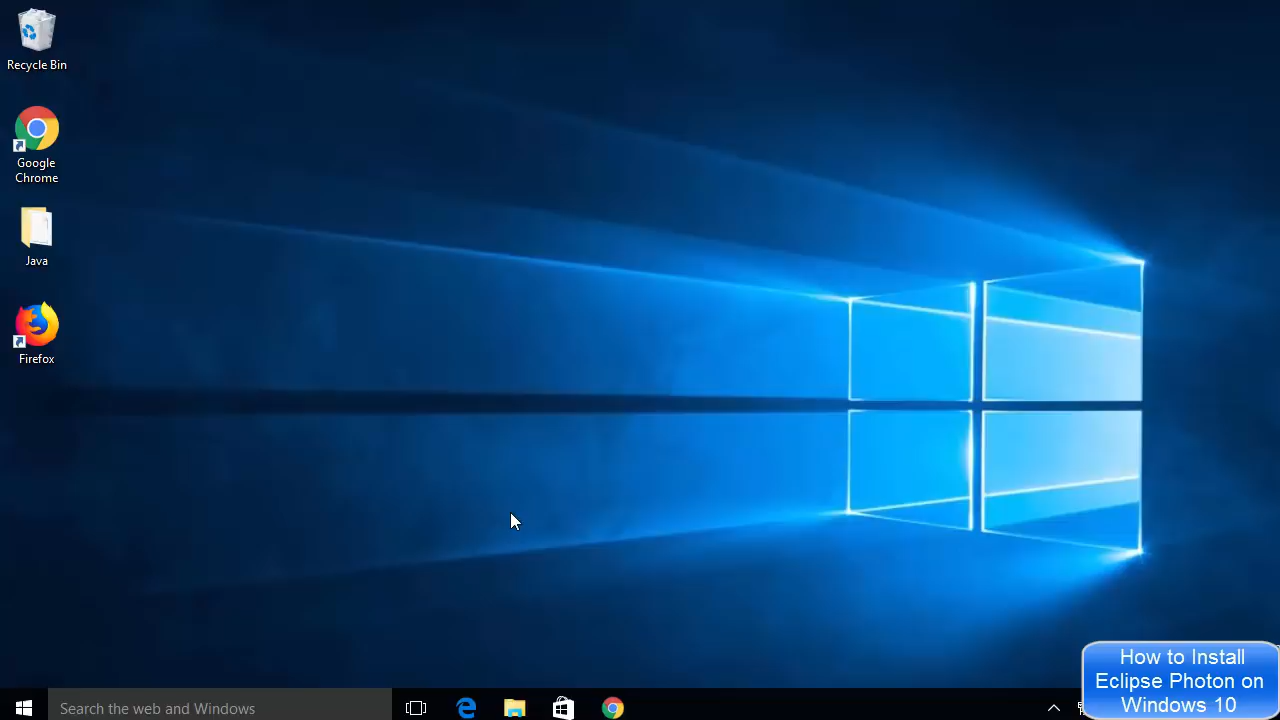 Recycle Bin
Google
Chrome
Java
Firefox
Search the web and Windows
How to Install
Eclipse Photon on
Windows 10